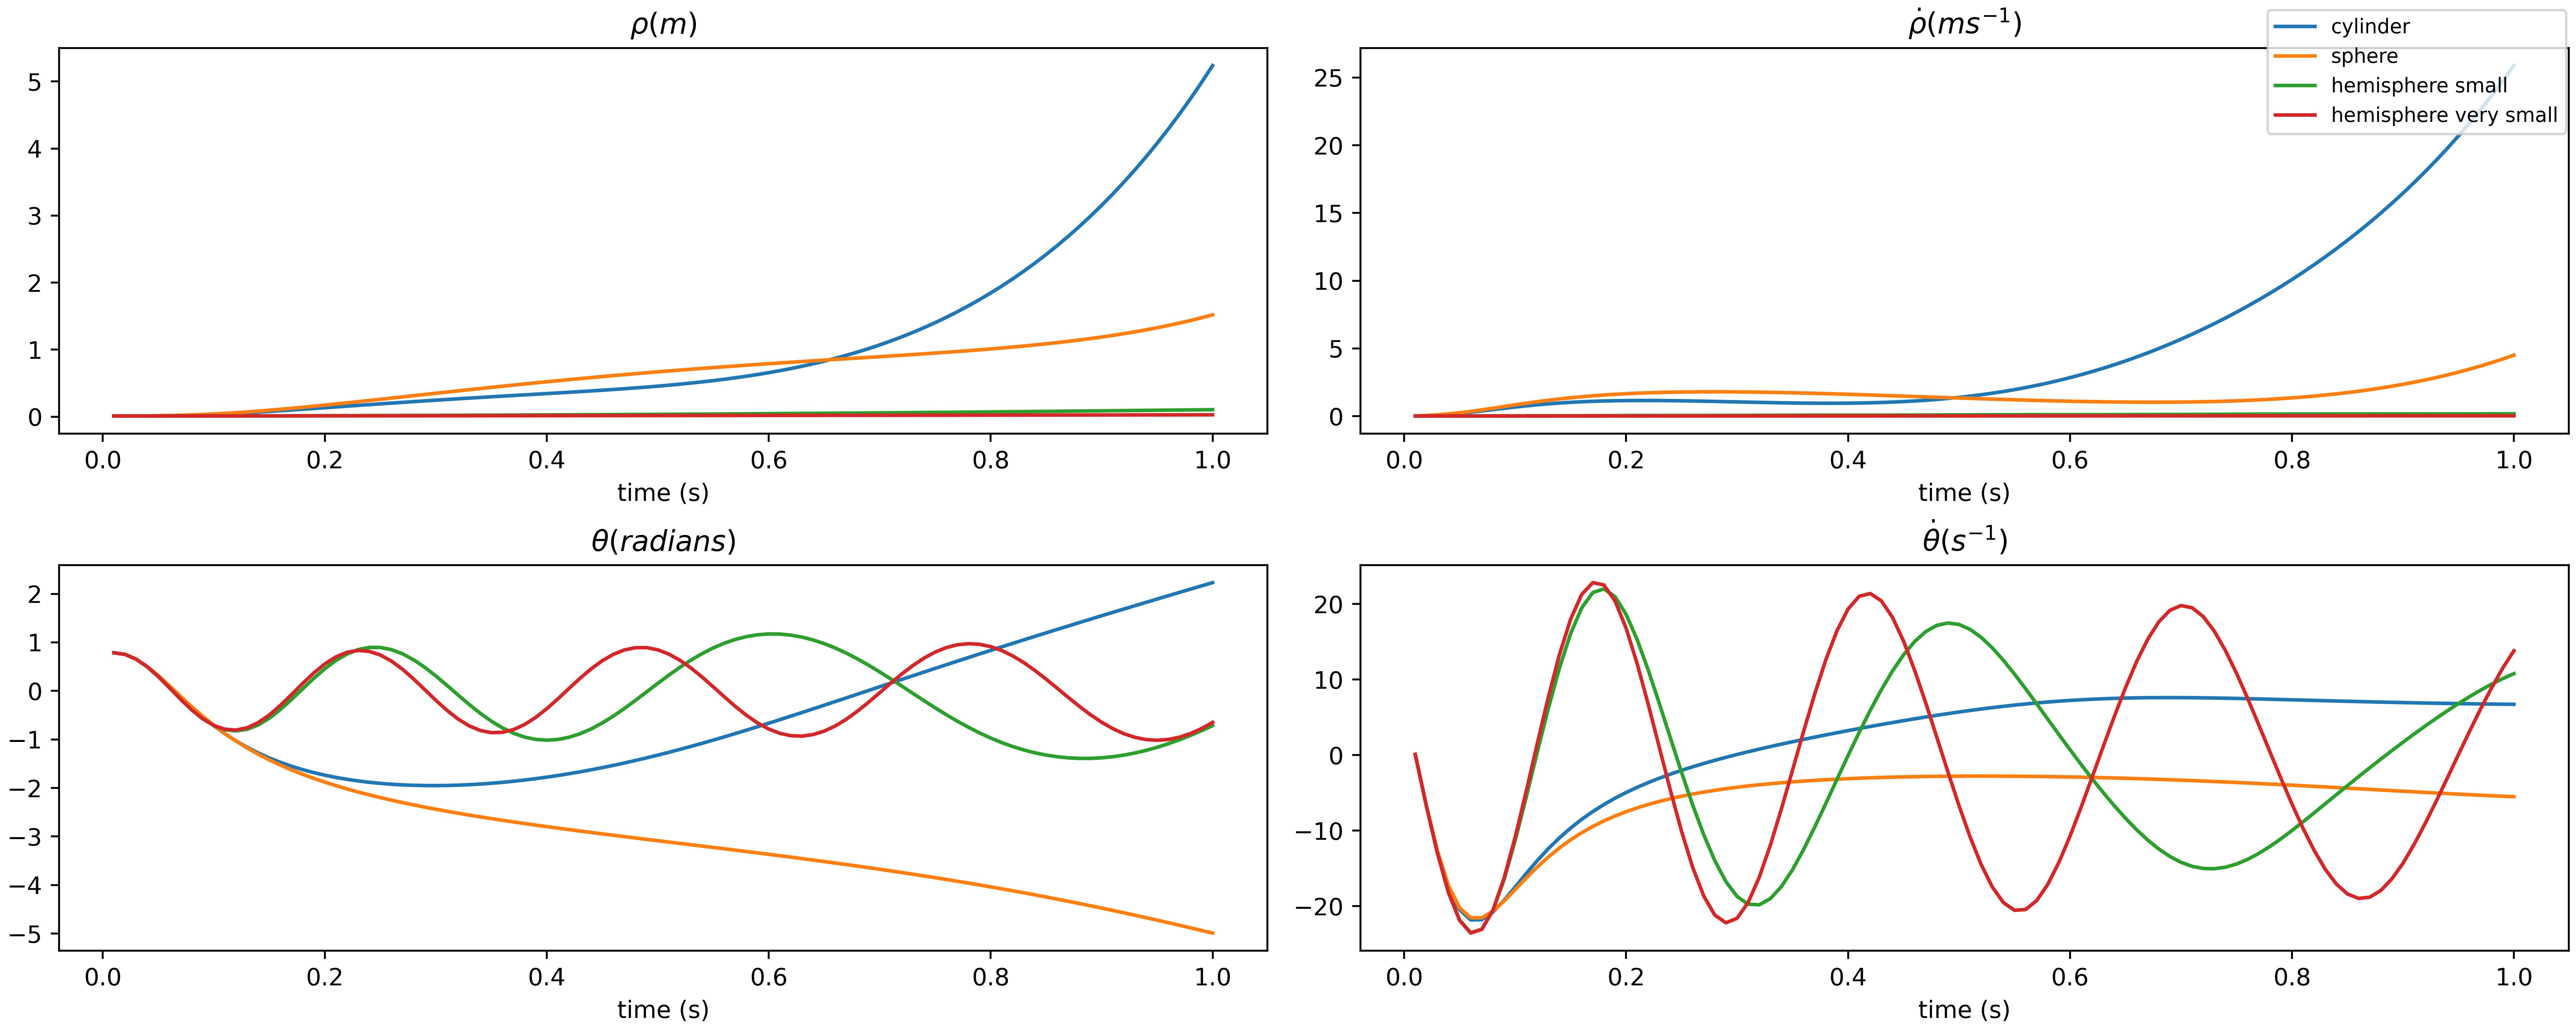 ρ(m)
5
4
3
2
1
0
0.0 0.2 0.4 0.6 0.8 1.0
time (s)
ρ̇(ms⁻¹)
25
20
15
10
5
0
0.0 0.2 0.4 0.6 0.8 1.0
time (s)
cylinder
sphere
hemisphere small
hemisphere very small
θ(radians)
2
1
0
−1
−2
−3
−4
−5
0.0 0.2 0.4 0.6 0.8 1.0
time (s)
θ̇(s⁻¹)
20
10
0
−10
−20
0.0 0.2 0.4 0.6 0.8 1.0
time (s)